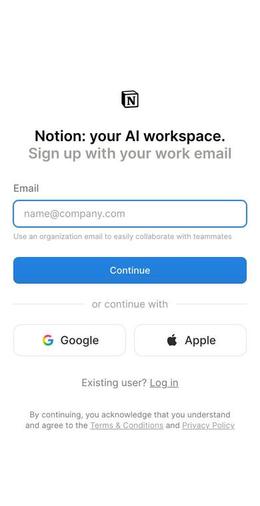 N
Notion: your AI workspace.
Sign up with your work email
Email
name@company.com
Use an organization email to easily collaborate with teammates
Continue
or continue with
Google
Apple
Existing user? Log in
By continuing, you acknowledge that you understand
and agree to the Terms & Conditions and Privacy Policy